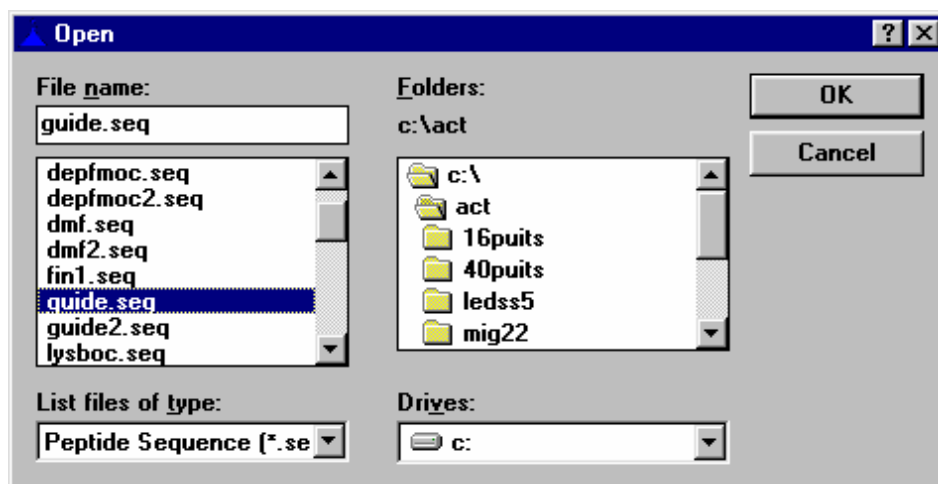 Open
File name:
guide.seq
depfmoc.seq
depfmoc2.seq
dmf.seq
dmf2.seq
fin1.seq
guide.seq
guide2.seq
lysboc.seq
List files of type:
Peptide Sequence (*.se
Folders:
c:\act
c:\
act
16puits
40puits
ledss5
mig22
Drives:
c:
OK
Cancel